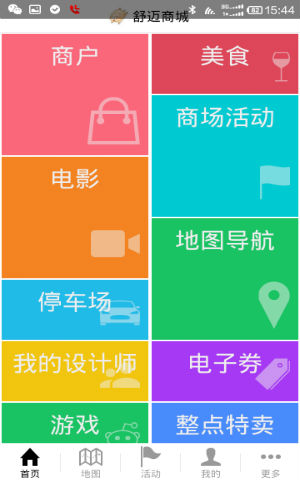 3G 82 15:44
舒迈商城
商户
美食
商场活动
电影
地图导航
停车场
我的设计师
电子券
游戏
整点特卖
首页 地图 活动 我的 更多